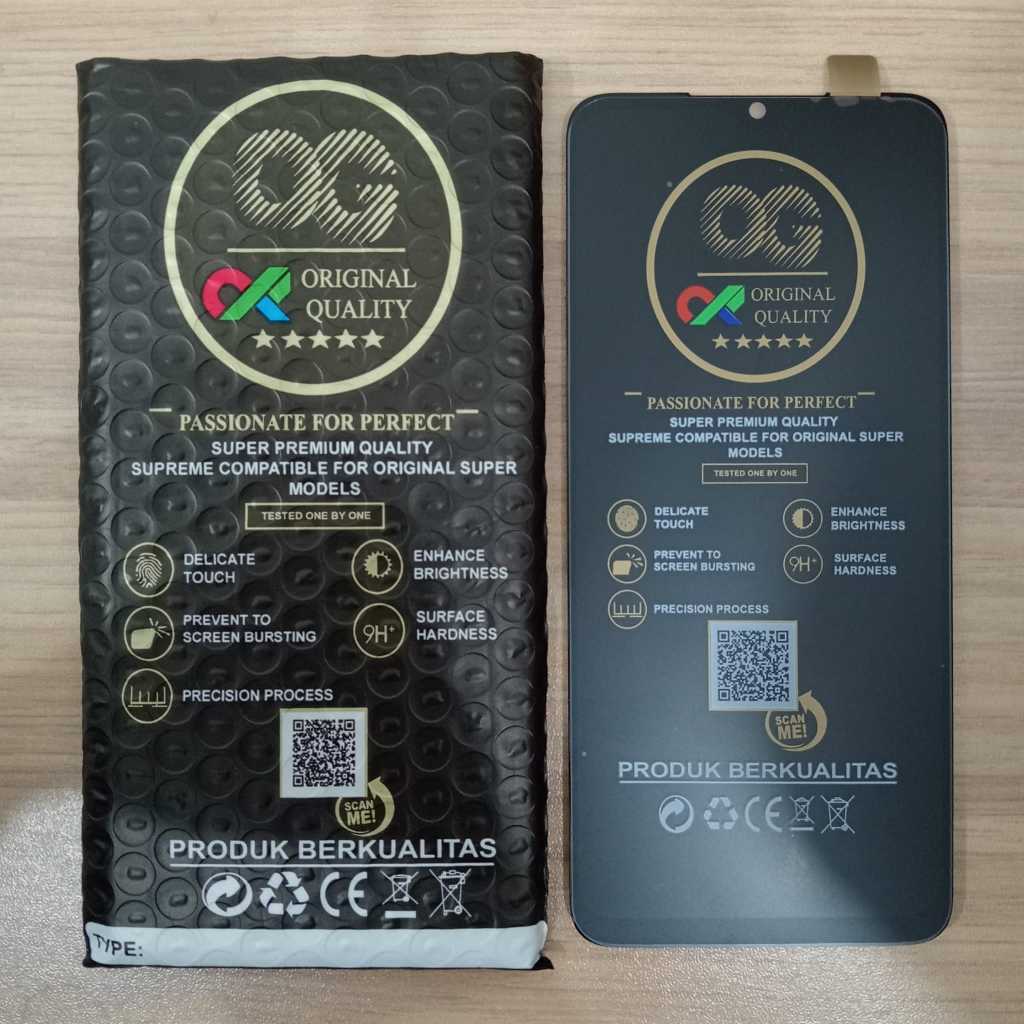 OG
ORIGINAL
QUALITY
PASSIONATE FOR PERFECT
SUPER PREMIUM QUALITY
SUPREME COMPATIBLE FOR ORIGINAL SUPER
MODELS
TESTED ONE BY ONE
DELICATE
TOUCH
ENHANCE
BRIGHTNESS
PREVENT TO
SCREEN BURSTING
9H+
SURFACE
HARDNESS
PRECISION PROCESS
SCAN
ME!
PRODUK BERKUALITAS
CE
TYPE:
OG
ORIGINAL
QUALITY
PASSIONATE FOR PERFECT
SUPER PREMIUM QUALITY
SUPREME COMPATIBLE FOR ORIGINAL SUPER
MODELS
TESTED ONE BY ONE
DELICATE
TOUCH
ENHANCE
BRIGHTNESS
PREVENT TO
SCREEN BURSTING
9H+
SURFACE
HARDNESS
PRECISION PROCESS
SCAN
ME!
PRODUK BERKUALITAS
CE